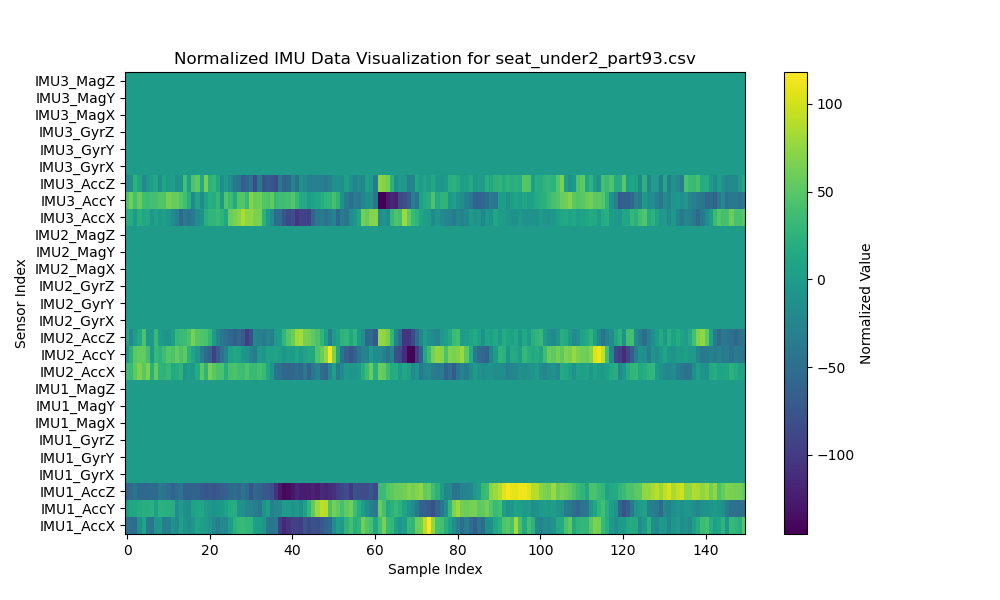 Normalized IMU Data Visualization for seat_under2_part93.csv
Sensor Index
IMU3_MagZ
IMU3_MagY
IMU3_MagX
IMU3_GyrZ
IMU3_GyrY
IMU3_GyrX
IMU3_AccZ
IMU3_AccY
IMU3_AccX
IMU2_MagZ
IMU2_MagY
IMU2_MagX
IMU2_GyrZ
IMU2_GyrY
IMU2_GyrX
IMU2_AccZ
IMU2_AccY
IMU2_AccX
IMU1_MagZ
IMU1_MagY
IMU1_MagX
IMU1_GyrZ
IMU1_GyrY
IMU1_GyrX
IMU1_AccZ
IMU1_AccY
IMU1_AccX
0 20 40 60 80 100 120 140
Sample Index
100
50
0
−50
−100
Normalized Value